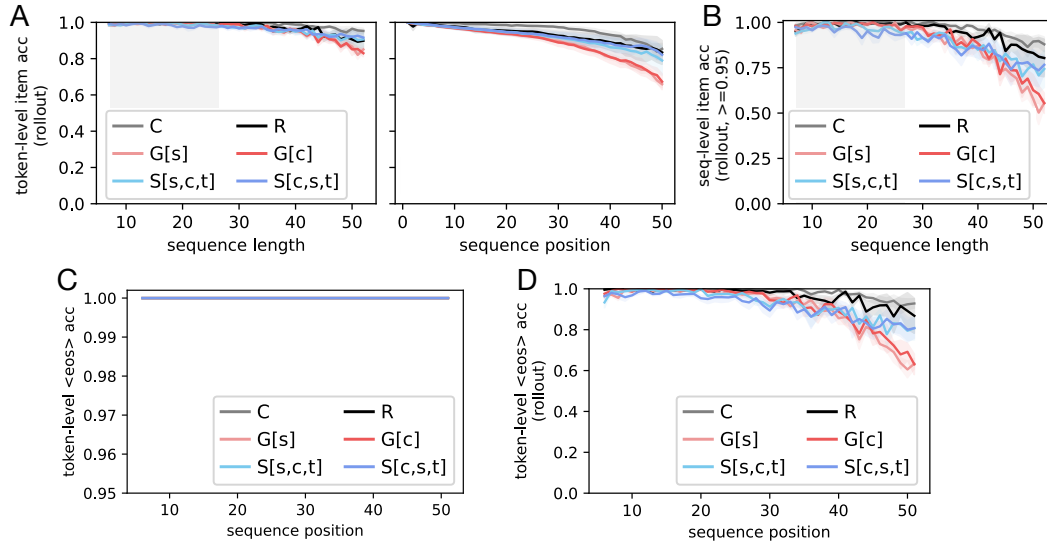 A
token-level item acc
(rollout)
1.0
0.8
0.6
0.4
0.2
0.0
C
R
G[s]
G[c]
S[s,c,t]
S[c,s,t]
10 20 30 40 50
sequence length
0 10 20 30 40 50
sequence position
B
seq-level item acc
(rollout, >=0.95)
1.00
0.75
0.50
0.25
0.00
C
R
G[s]
G[c]
S[s,c,t]
S[c,s,t]
10 20 30 40 50
sequence length
C
token-level <eos> acc
1.00
0.99
0.98
0.97
0.96
0.95
C
R
G[s]
G[c]
S[s,c,t]
S[c,s,t]
10 20 30 40 50
sequence position
D
token-level <eos> acc
(rollout)
1.0
0.8
0.6
0.4
0.2
0.0
C
R
G[s]
G[c]
S[s,c,t]
S[c,s,t]
10 20 30 40 50
sequence position